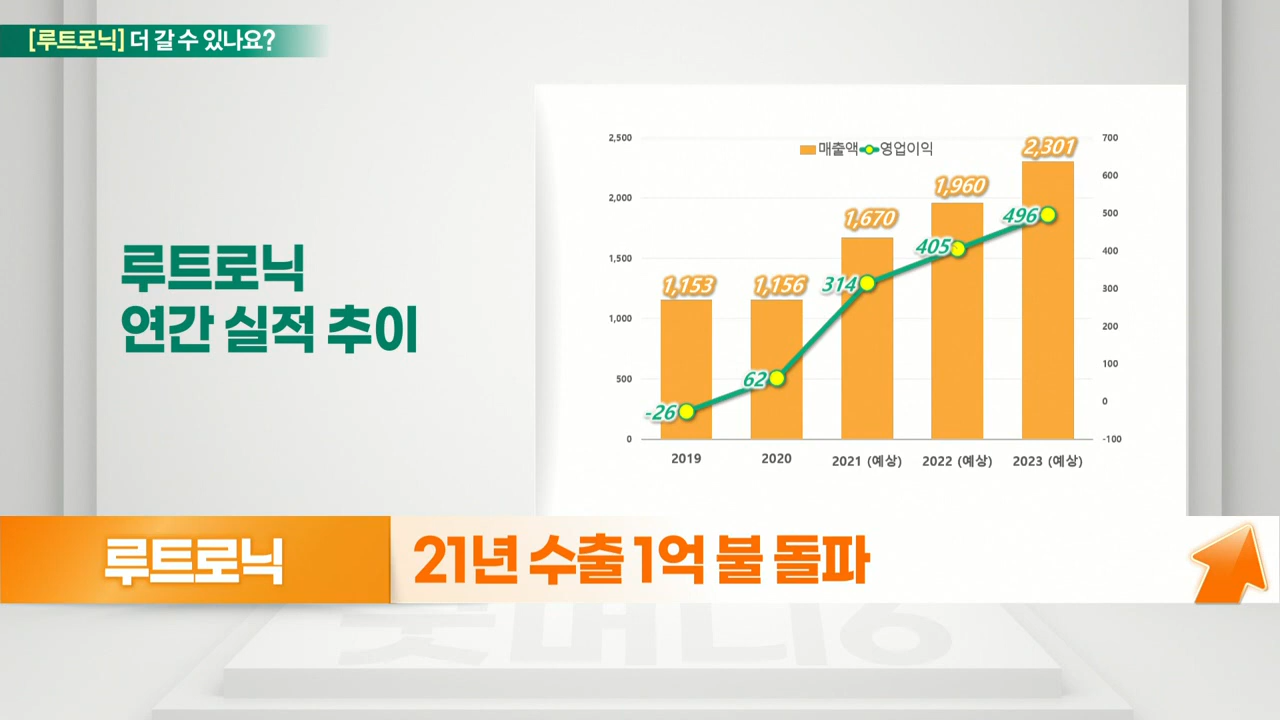 [루트로닉] 더 갈 수 있나요?
루트로닉
연간 실적 추이
매출액 영업이익
2,500
2,000
1,500
1,000
500
0
700
600
500
400
300
200
100
0
-100
1,153
1,156
1,670
1,960
2,301
-26
62
314
405
496
2019
2020
2021 (예상)
2022 (예상)
2023 (예상)
루트로닉
21년 수출 1억 불 돌파
굿머니6